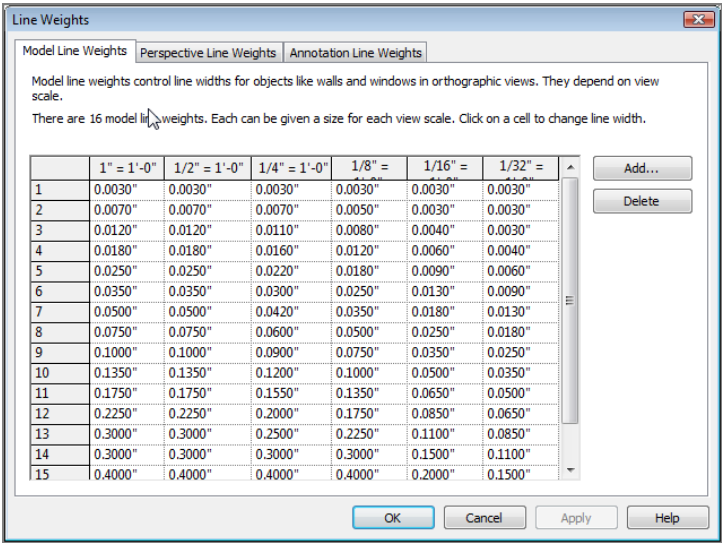 Line Weights
Model Line Weights Perspective Line Weights Annotation Line Weights
Model line weights control line widths for objects like walls and windows in orthographic views. They depend on view
scale.
There are 16 model line weights. Each can be given a size for each view scale. Click on a cell to change line width.
1" = 1'-0" 1/2" = 1'-0" 1/4" = 1'-0" 1/8" = 1/16" = 1/32" =
Add...
1 0.0030" 0.0030" 0.0030" 0.0030" 0.0030" 0.0030"
2 0.0070" 0.0070" 0.0070" 0.0050" 0.0030" 0.0030"
Delete
3 0.0120" 0.0120" 0.0110" 0.0080" 0.0040" 0.0030"
4 0.0180" 0.0180" 0.0160" 0.0120" 0.0060" 0.0040"
5 0.0250" 0.0250" 0.0220" 0.0180" 0.0090" 0.0060"
6 0.0350" 0.0350" 0.0300" 0.0250" 0.0130" 0.0090"
7 0.0500" 0.0500" 0.0420" 0.0350" 0.0180" 0.0130"
8 0.0750" 0.0750" 0.0600" 0.0500" 0.0250" 0.0180"
9 0.1000" 0.1000" 0.0900" 0.0750" 0.0350" 0.0250"
10 0.1350" 0.1350" 0.1200" 0.1000" 0.0500" 0.0350"
11 0.1750" 0.1750" 0.1550" 0.1350" 0.0650" 0.0500"
12 0.2250" 0.2250" 0.2000" 0.1750" 0.0850" 0.0650"
13 0.3000" 0.3000" 0.2500" 0.2250" 0.1100" 0.0850"
14 0.3000" 0.3000" 0.3000" 0.3000" 0.1500" 0.1100"
15 0.4000" 0.4000" 0.4000" 0.4000" 0.2000" 0.1500"
OK Cancel Apply Help